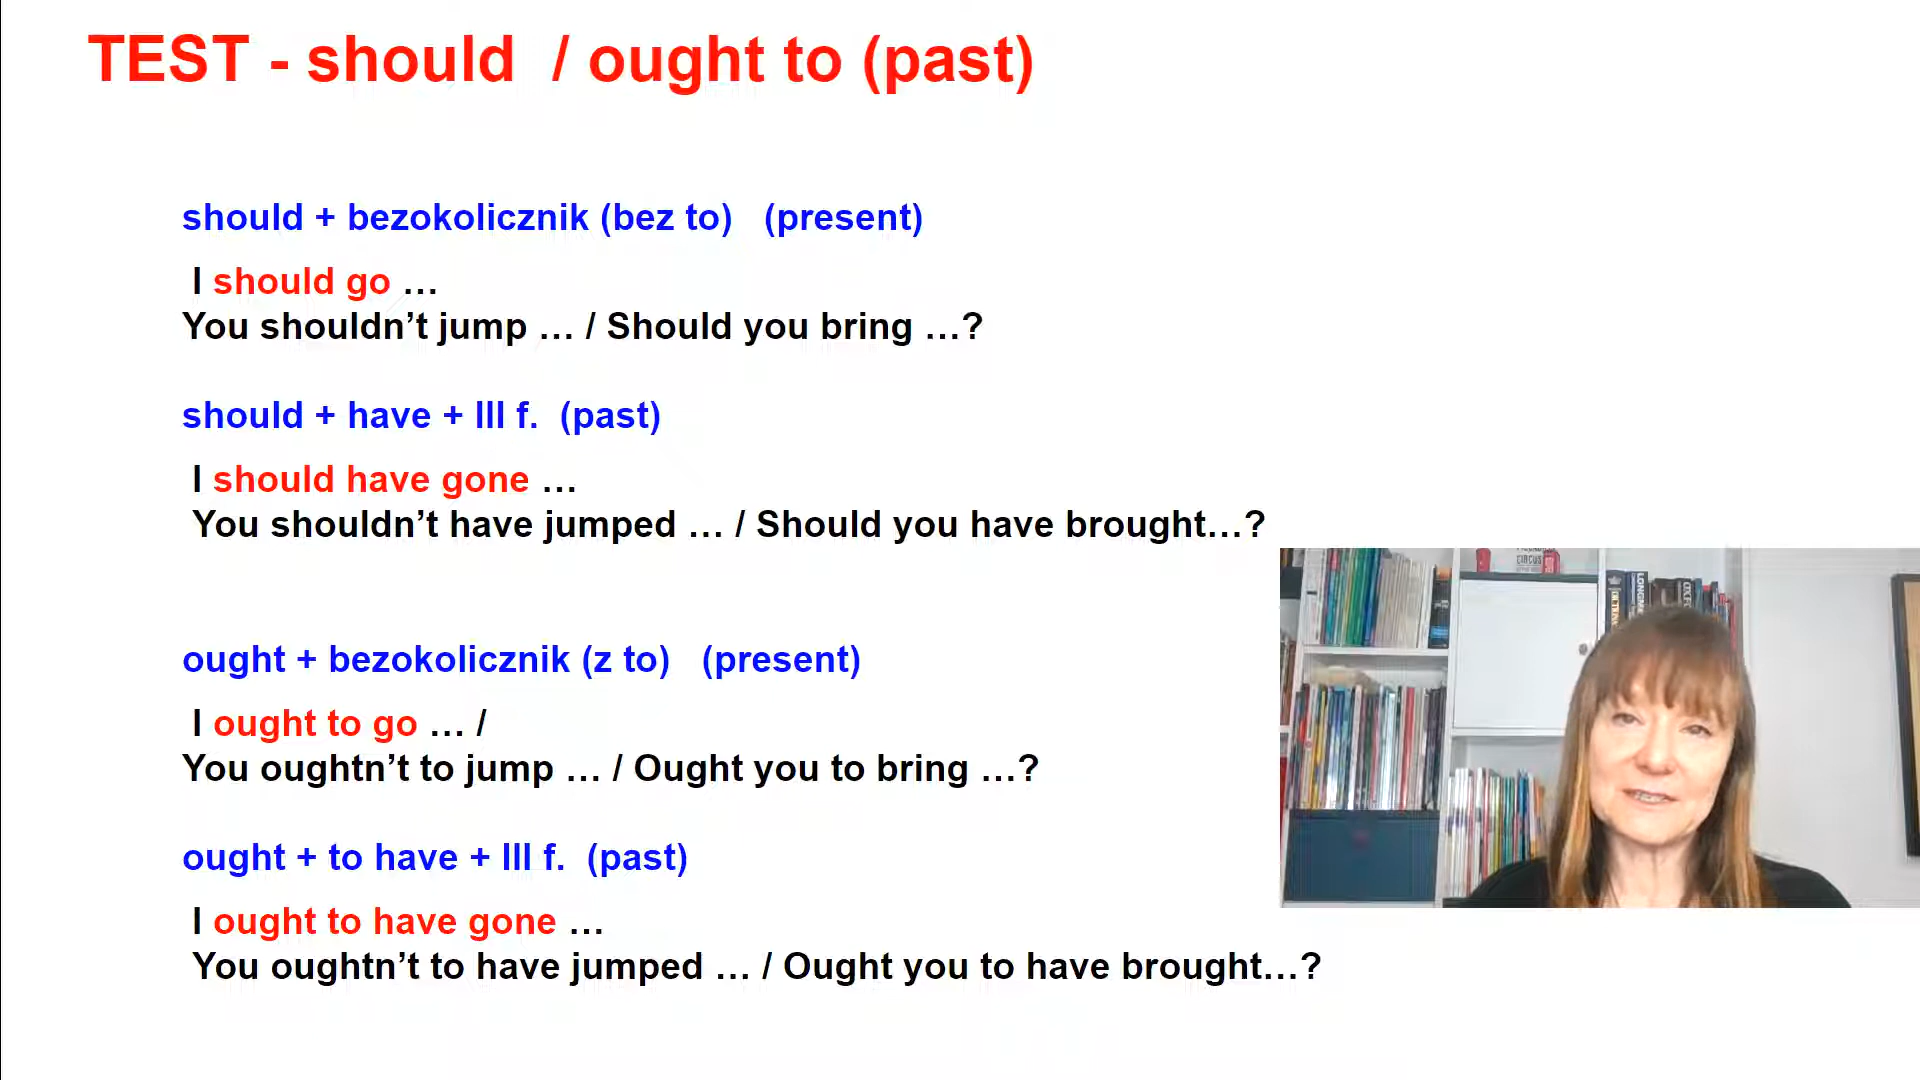 TEST - should / ought to (past)
should + bezokolicznik (bez to) (present)
I should go …
You shouldn’t jump … / Should you bring …?
should + have + III f. (past)
I should have gone …
You shouldn’t have jumped … / Should you have brought…?
ought + bezokolicznik (z to) (present)
I ought to go … /
You oughtn’t to jump … / Ought you to bring …?
ought + to have + III f. (past)
I ought to have gone …
You oughtn’t to have jumped … / Ought you to have brought…?
CIRCUS